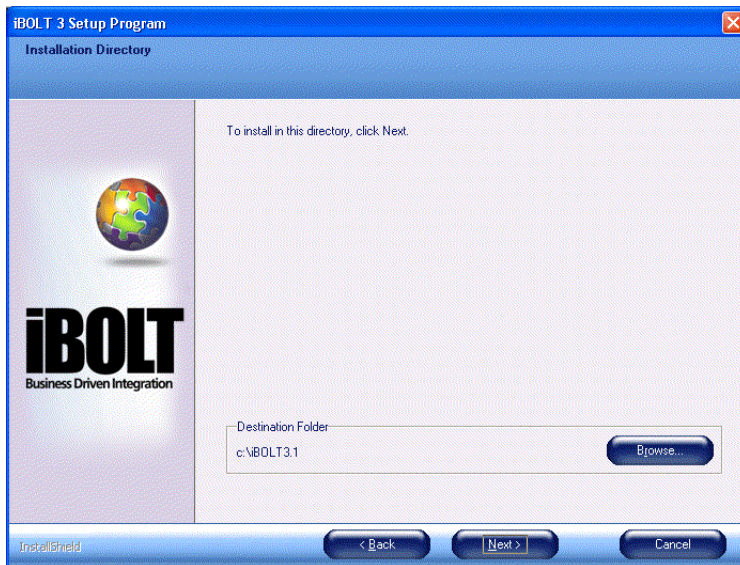 iBOLT 3 Setup Program
Installation Directory
To install in this directory, click Next.
iBOLT
Business Driven Integration
Destination Folder
c:\iBOLT3.1
Browse...
InstallShield
< Back
Next >
Cancel